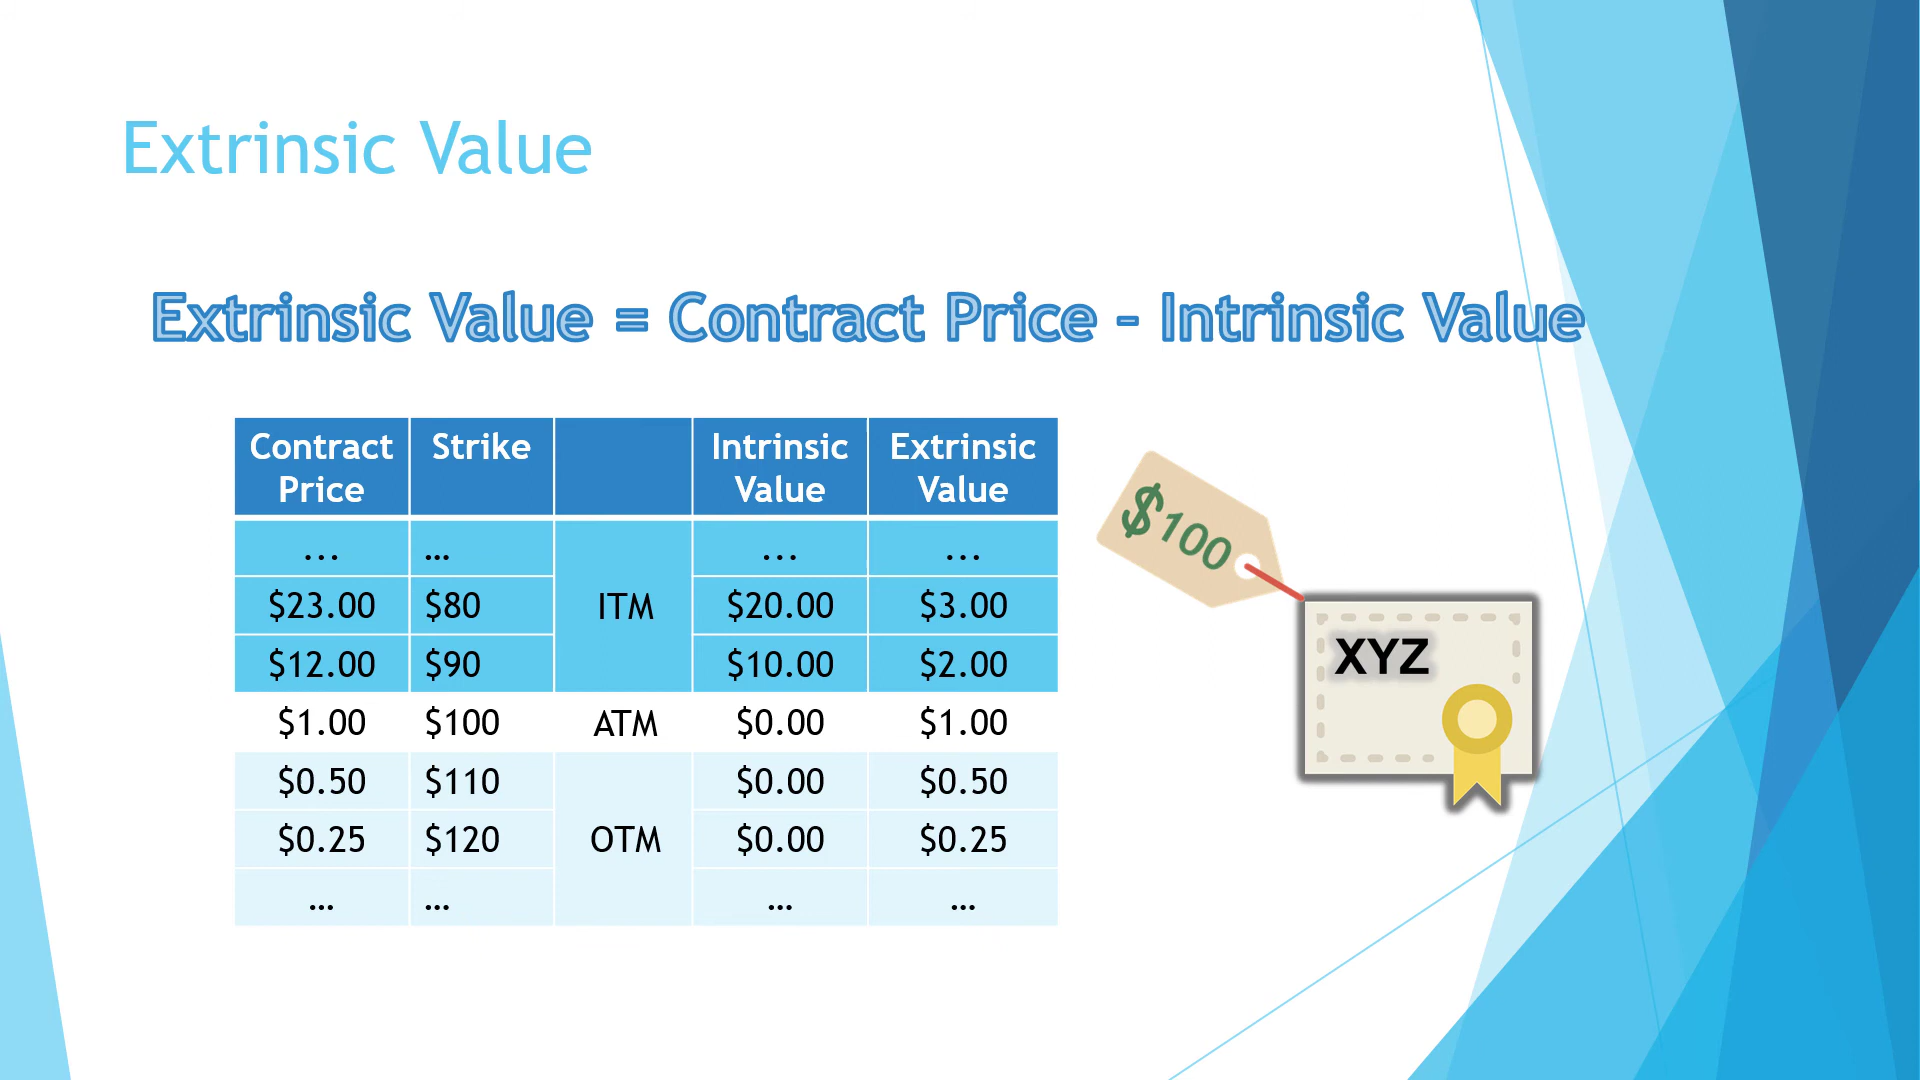 Extrinsic Value
Extrinsic Value = Contract Price - Intrinsic Value
Contract Price Strike Intrinsic Value Extrinsic Value
... ... ... ...
$23.00 $80 ITM $20.00 $3.00
$12.00 $90 $10.00 $2.00
$1.00 $100 ATM $0.00 $1.00
$0.50 $110 $0.00 $0.50
$0.25 $120 OTM $0.00 $0.25
... ... ... ...
$100
XYZ